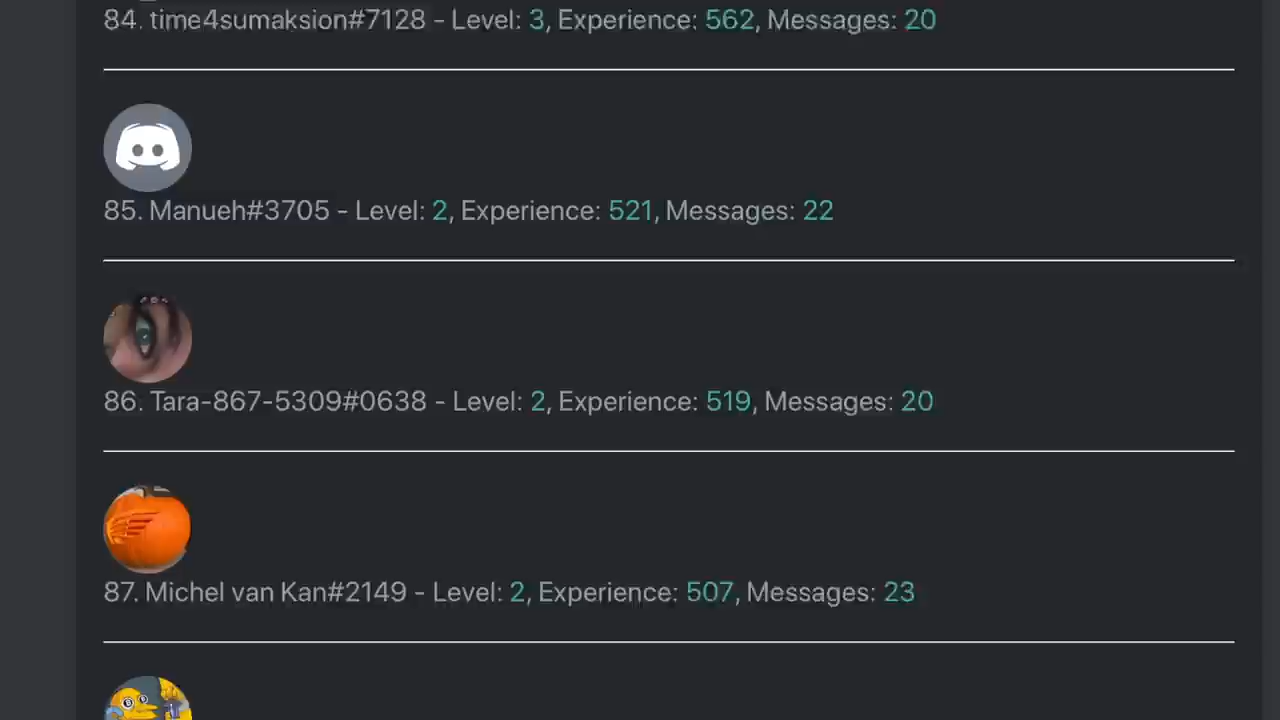 84. time4sumaksion#7128 - Level: 3, Experience: 562, Messages: 20
85. Manueh#3705 - Level: 2, Experience: 521, Messages: 22
86. Tara-867-5309#0638 - Level: 2, Experience: 519, Messages: 20
87. Michel van Kan#2149 - Level: 2, Experience: 507, Messages: 23